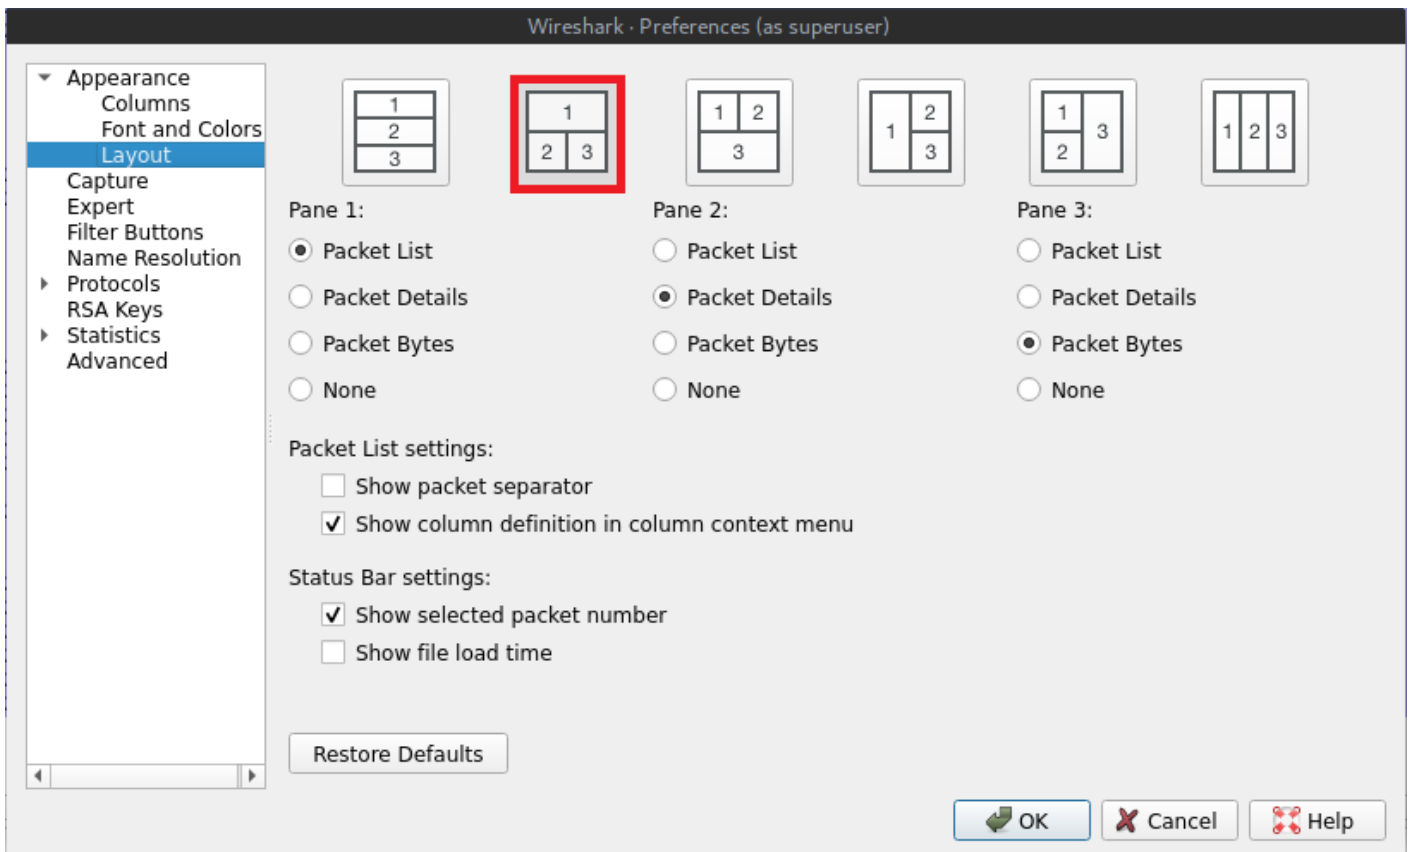 Wireshark · Preferences (as superuser)
Appearance
Columns
Font and Colors
Layout
Capture
Expert
Filter Buttons
Name Resolution
Protocols
RSA Keys
Statistics
Advanced
1 2 3
1 2 3
1 2 3
1 2 3
1 2 3
1 2 3
Pane 1:
Packet List
Packet Details
Packet Bytes
None
Pane 2:
Packet List
Packet Details
Packet Bytes
None
Pane 3:
Packet List
Packet Details
Packet Bytes
None
Packet List settings:
Show packet separator
Show column definition in column context menu
Status Bar settings:
Show selected packet number
Show file load time
Restore Defaults
OK
Cancel
Help